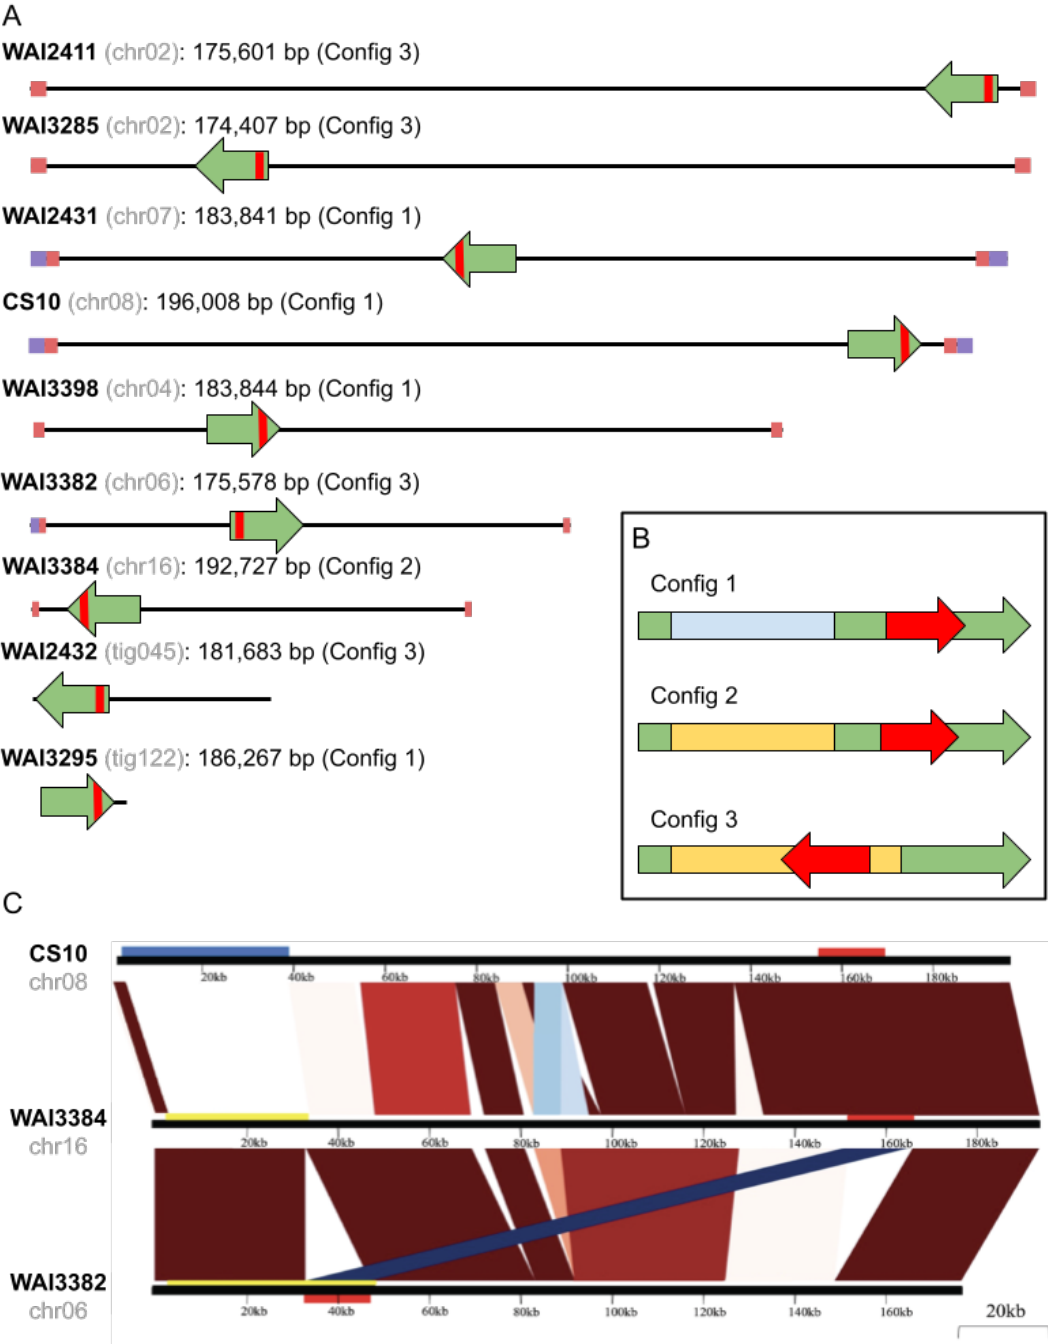 A
WAI2411 (chr02): 175,601 bp (Config 3)
WAI3285 (chr02): 174,407 bp (Config 3)
WAI2431 (chr07): 183,841 bp (Config 1)
CS10 (chr08): 196,008 bp (Config 1)
WAI3398 (chr04): 183,844 bp (Config 1)
WAI3382 (chr06): 175,578 bp (Config 3)
WAI3384 (chr16): 192,727 bp (Config 2)
WAI2432 (tig045): 181,683 bp (Config 3)
WAI3295 (tig122): 186,267 bp (Config 1)
B
Config 1
Config 2
Config 3
C
CS10
chr08
20kb 40kb 60kb 80kb 100kb 120kb 140kb 160kb 180kb
WAI3384
chr16
20kb 40kb 60kb 80kb 100kb 120kb 140kb 160kb 180kb
WAI3382
chr06
20kb 40kb 60kb 80kb 100kb 120kb 140kb 160kb
20kb